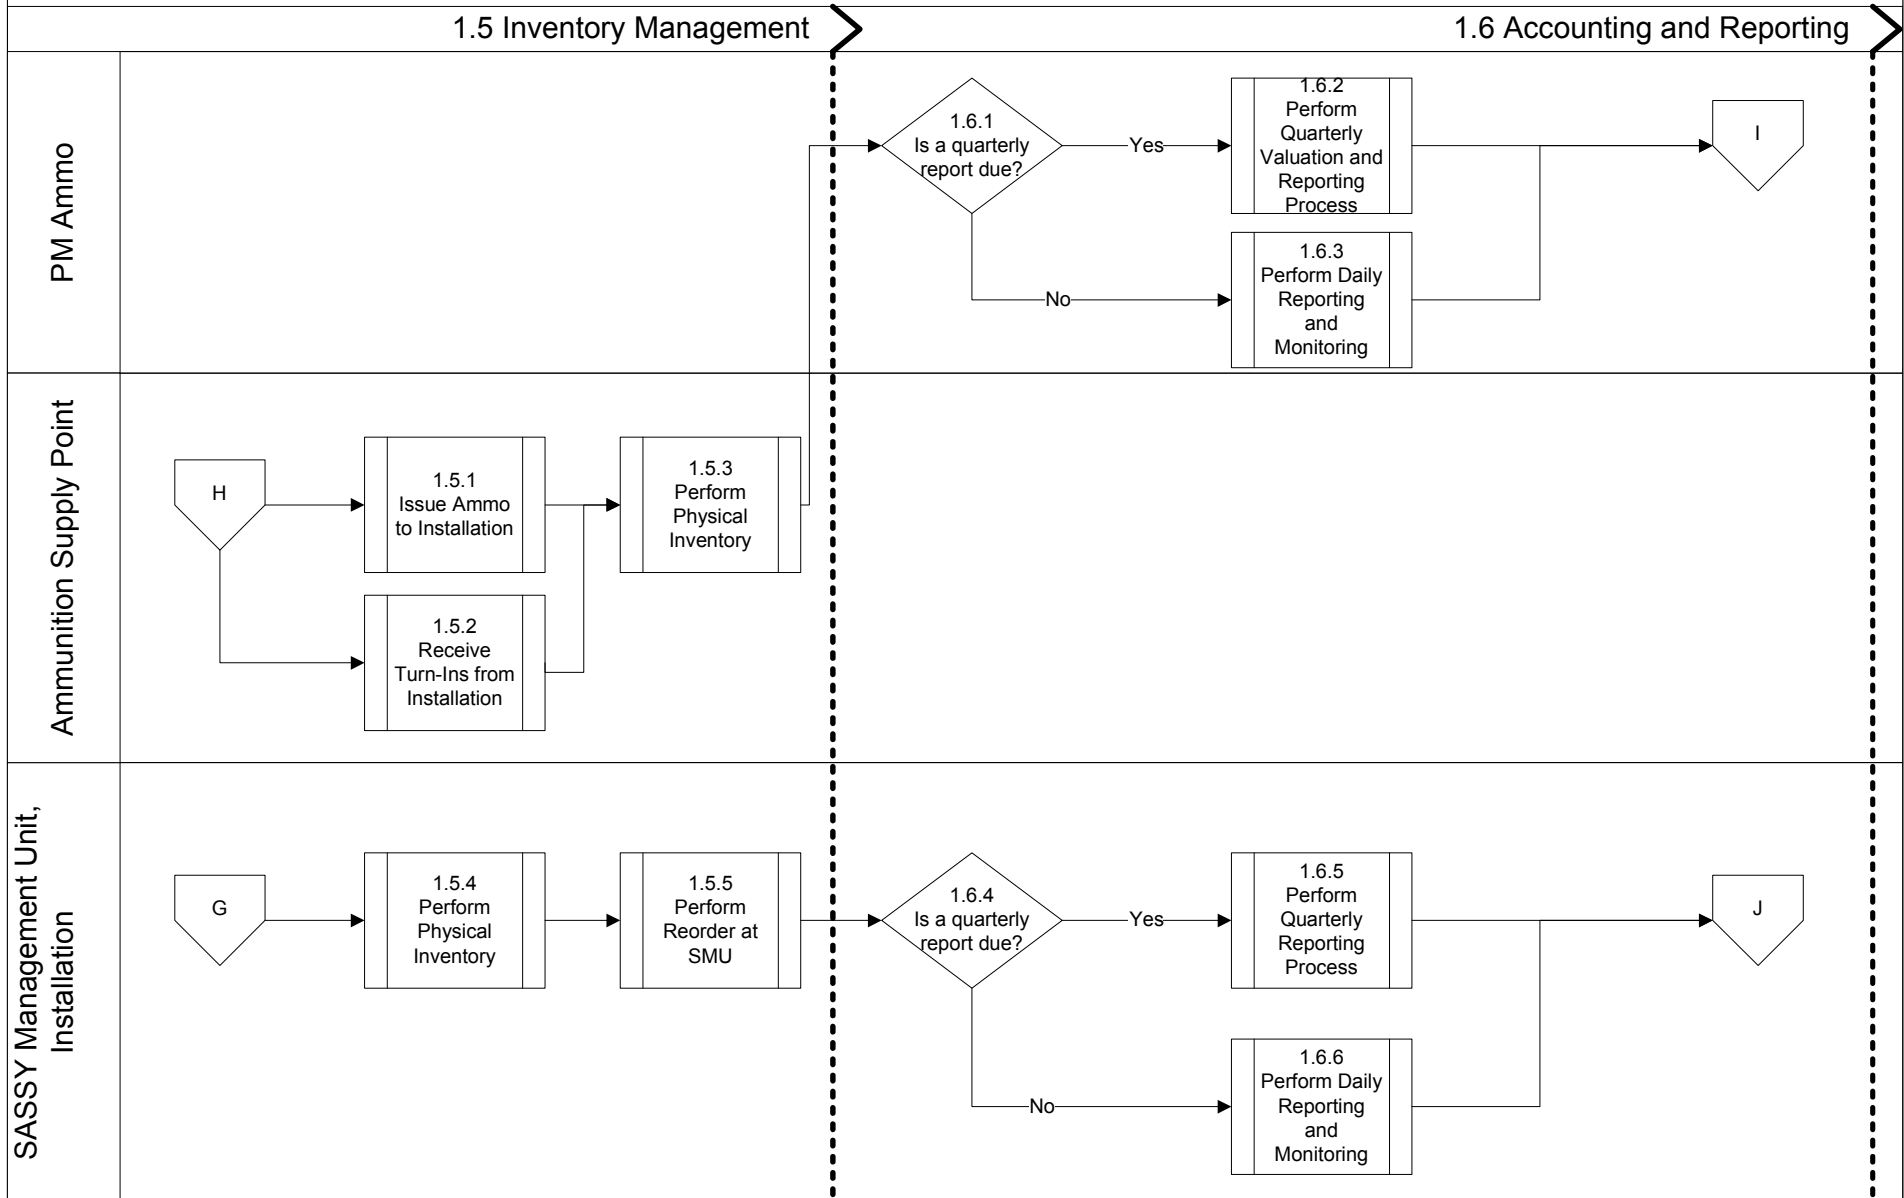 1.5 Inventory Management
1.6 Accounting and Reporting
PM Ammo
1.6.1
Is a quarterly
report due?
Yes
1.6.2
Perform
Quarterly
Valuation and
Reporting
Process
I
No
1.6.3
Perform Daily
Reporting
and
Monitoring
Ammunition Supply Point
H
1.5.1
Issue Ammo
to Installation
1.5.3
Perform
Physical
Inventory
1.5.2
Receive
Turn-Ins from
Installation
SASSY Management Unit,
Installation
G
1.5.4
Perform
Physical
Inventory
1.5.5
Perform
Reorder at
SMU
1.6.4
Is a quarterly
report due?
Yes
1.6.5
Perform
Quarterly
Reporting
Process
J
No
1.6.6
Perform Daily
Reporting
and
Monitoring